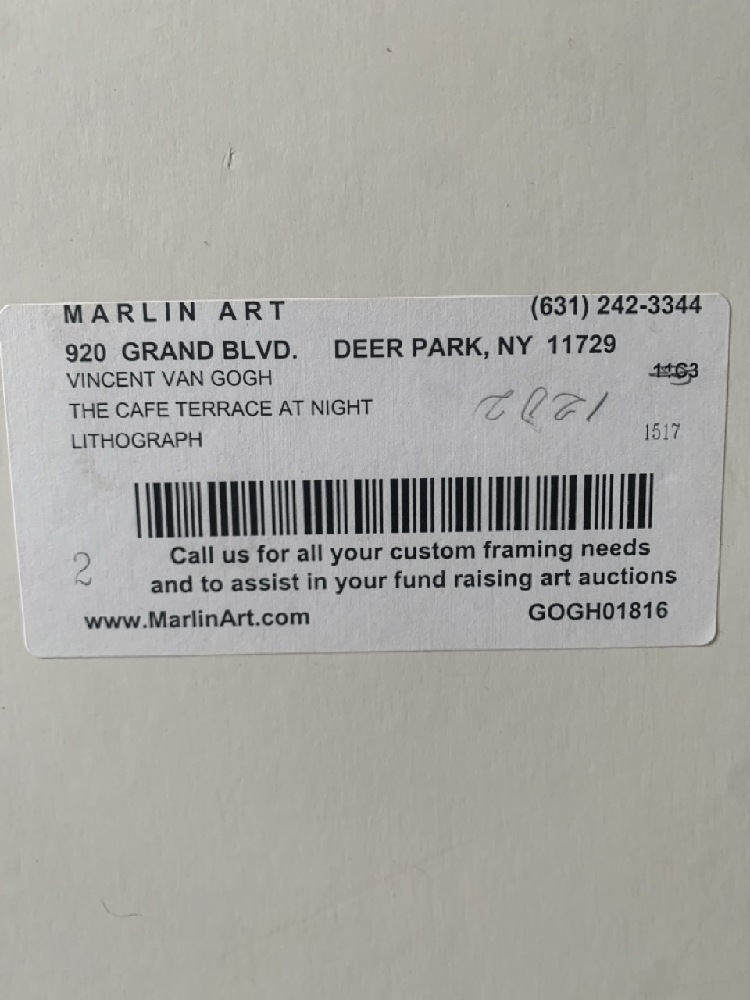 MARLIN ART (631) 242-3344
920 GRAND BLVD. DEER PARK, NY 11729
VINCENT VAN GOGH
THE CAFE TERRACE AT NIGHT
LITHOGRAPH
1517
2
Call us for all your custom framing needs
and to assist in your fund raising art auctions
www.MarlinArt.com GOGH01816